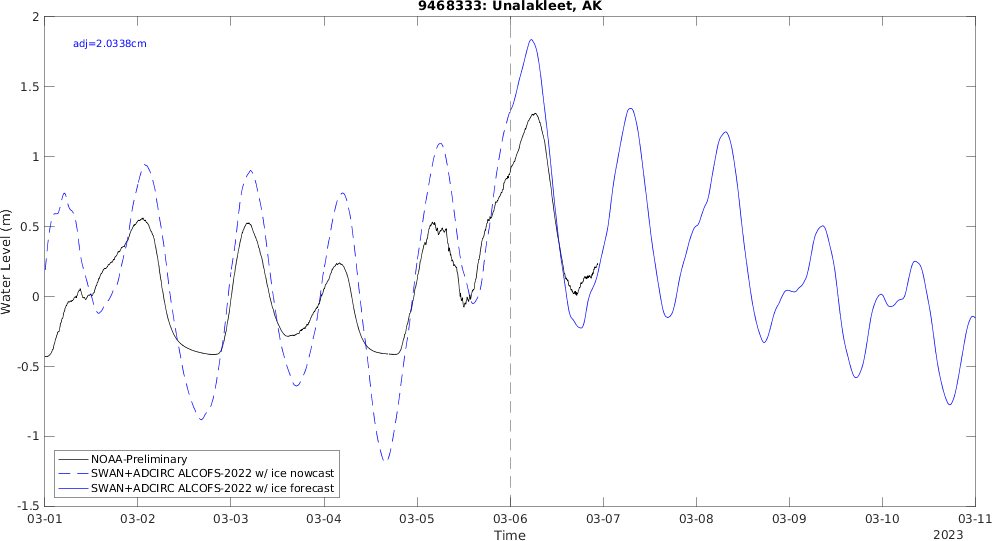 9468333: Unalakleet, AK
adj=2.0338cm
Water Level (m)
2
1.5
1
0.5
0
-0.5
-1
-1.5
NOAA-Preliminary
SWAN+ADCIRC ALCOFS-2022 w/ ice nowcast
SWAN+ADCIRC ALCOFS-2022 w/ ice forecast
03-01 03-02 03-03 03-04 03-05 03-06 03-07 03-08 03-09 03-10 03-11
Time
2023